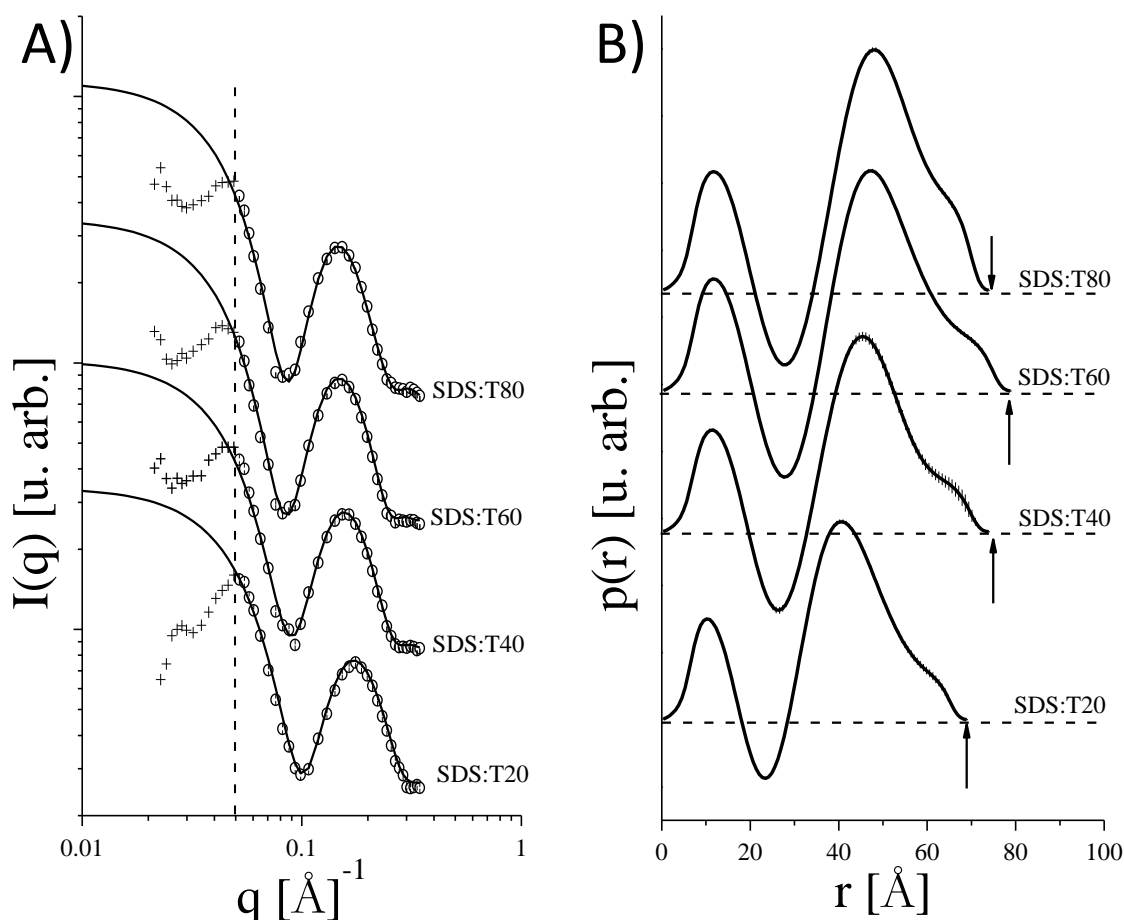 A)
I(q) [u. arb.]
SDS:T80
SDS:T60
SDS:T40
SDS:T20
0.01
0.1
1
q [Å]-1
B)
p(r) [u. arb.]
SDS:T80
SDS:T60
SDS:T40
SDS:T20
0
20
40
60
80
100
r [Å]